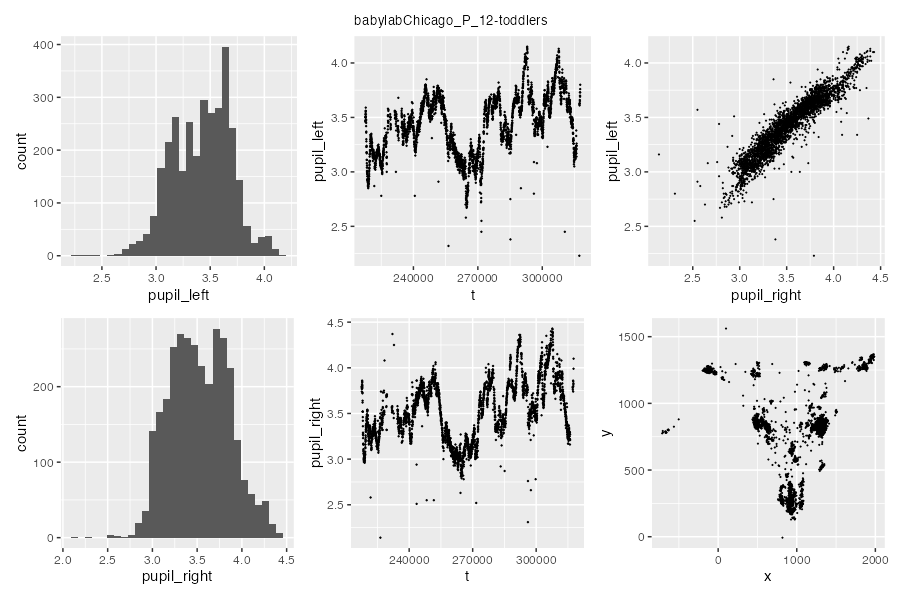 babylabChicago_P_12-toddlers
400
300
200
100
0
count
2.5 3.0 3.5 4.0
pupil_left
4.0
3.5
3.0
2.5
pupil_left
240000 270000 300000
t
4.0
3.5
3.0
2.5
pupil_left
2.5 3.0 3.5 4.0 4.5
pupil_right
200
100
0
count
2.0 2.5 3.0 3.5 4.0 4.5
pupil_right
4.5
4.0
3.5
3.0
2.5
pupil_right
240000 270000 300000
t
1500
1000
500
0
y
0 1000 2000
x